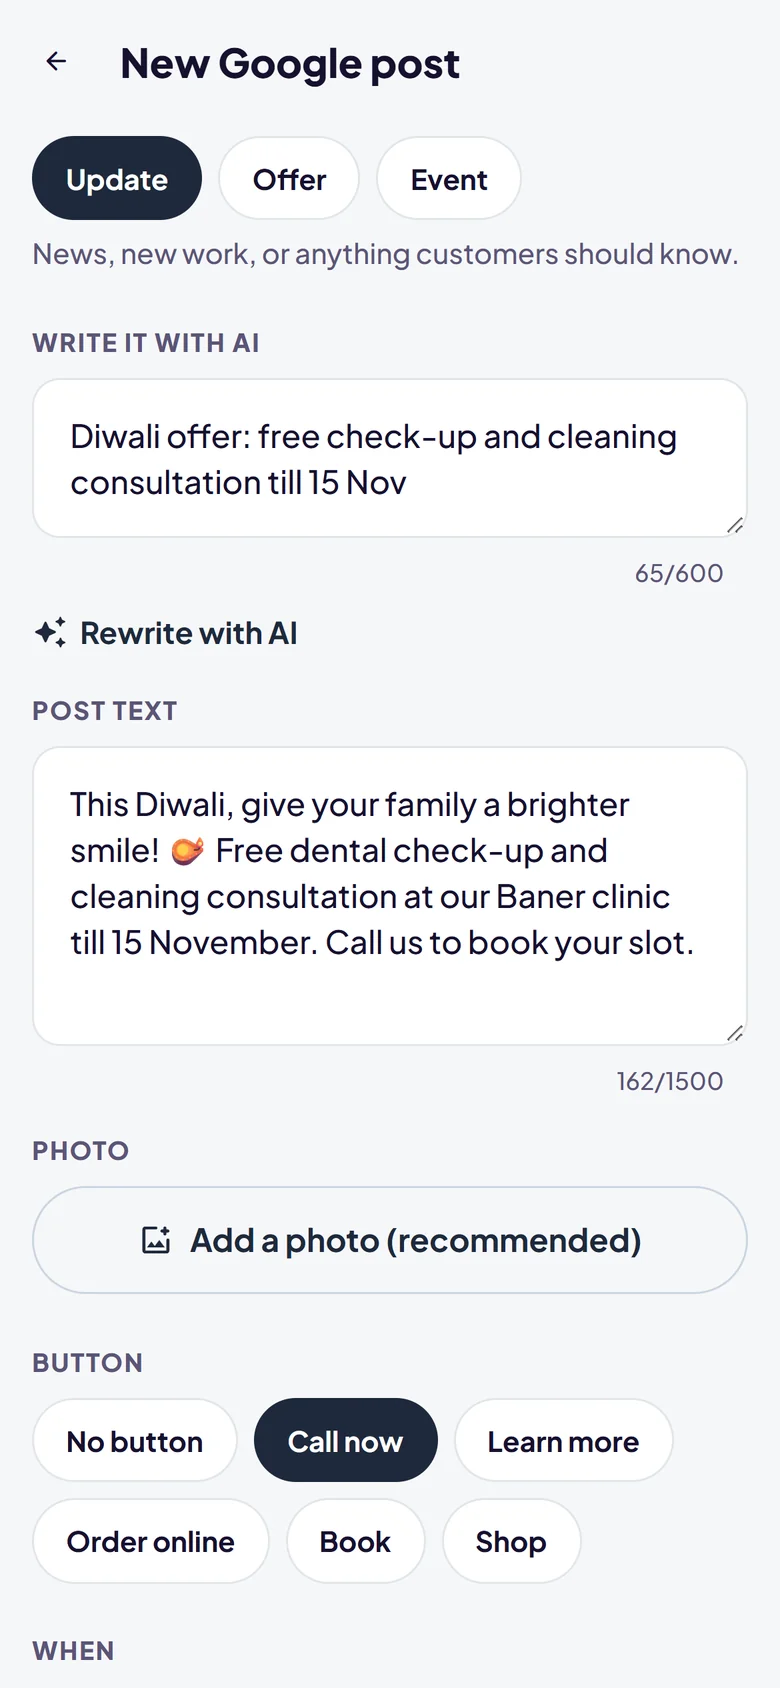 New Google post
Update Offer Event
News, new work, or anything customers should know.
WRITE IT WITH AI
Diwali offer: free check-up and cleaning
consultation till 15 Nov
65/600
Rewrite with AI
POST TEXT
This Diwali, give your family a brighter
smile! 🪔 Free dental check-up and
cleaning consultation at our Baner clinic
till 15 November. Call us to book your slot.
162/1500
PHOTO
Add a photo (recommended)
BUTTON
No button Call now Learn more
Order online Book Shop
WHEN